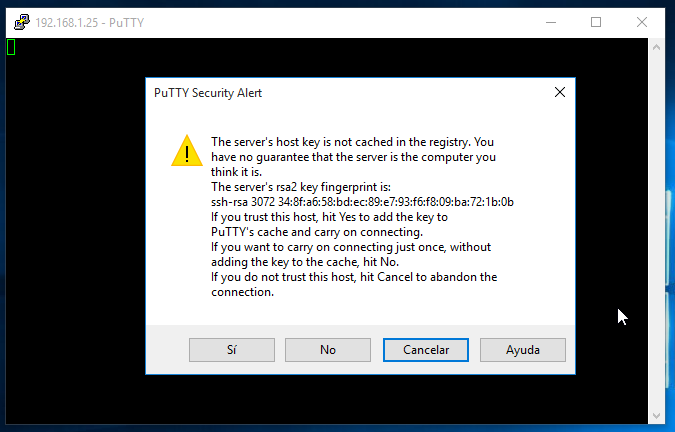 192.168.1.25 - PuTTY
PuTTY Security Alert
The server's host key is not cached in the registry. You
have no guarantee that the server is the computer you
think it is.
The server's rsa2 key fingerprint is:
ssh-rsa 3072 34:8f:a6:58:bd:ec:89:e7:93:f6:f8:09:ba:72:1b:0b
If you trust this host, hit Yes to add the key to
PuTTY's cache and carry on connecting.
If you want to carry on connecting just once, without
adding the key to the cache, hit No.
If you do not trust this host, hit Cancel to abandon the
connection.
Sí No Cancelar Ayuda